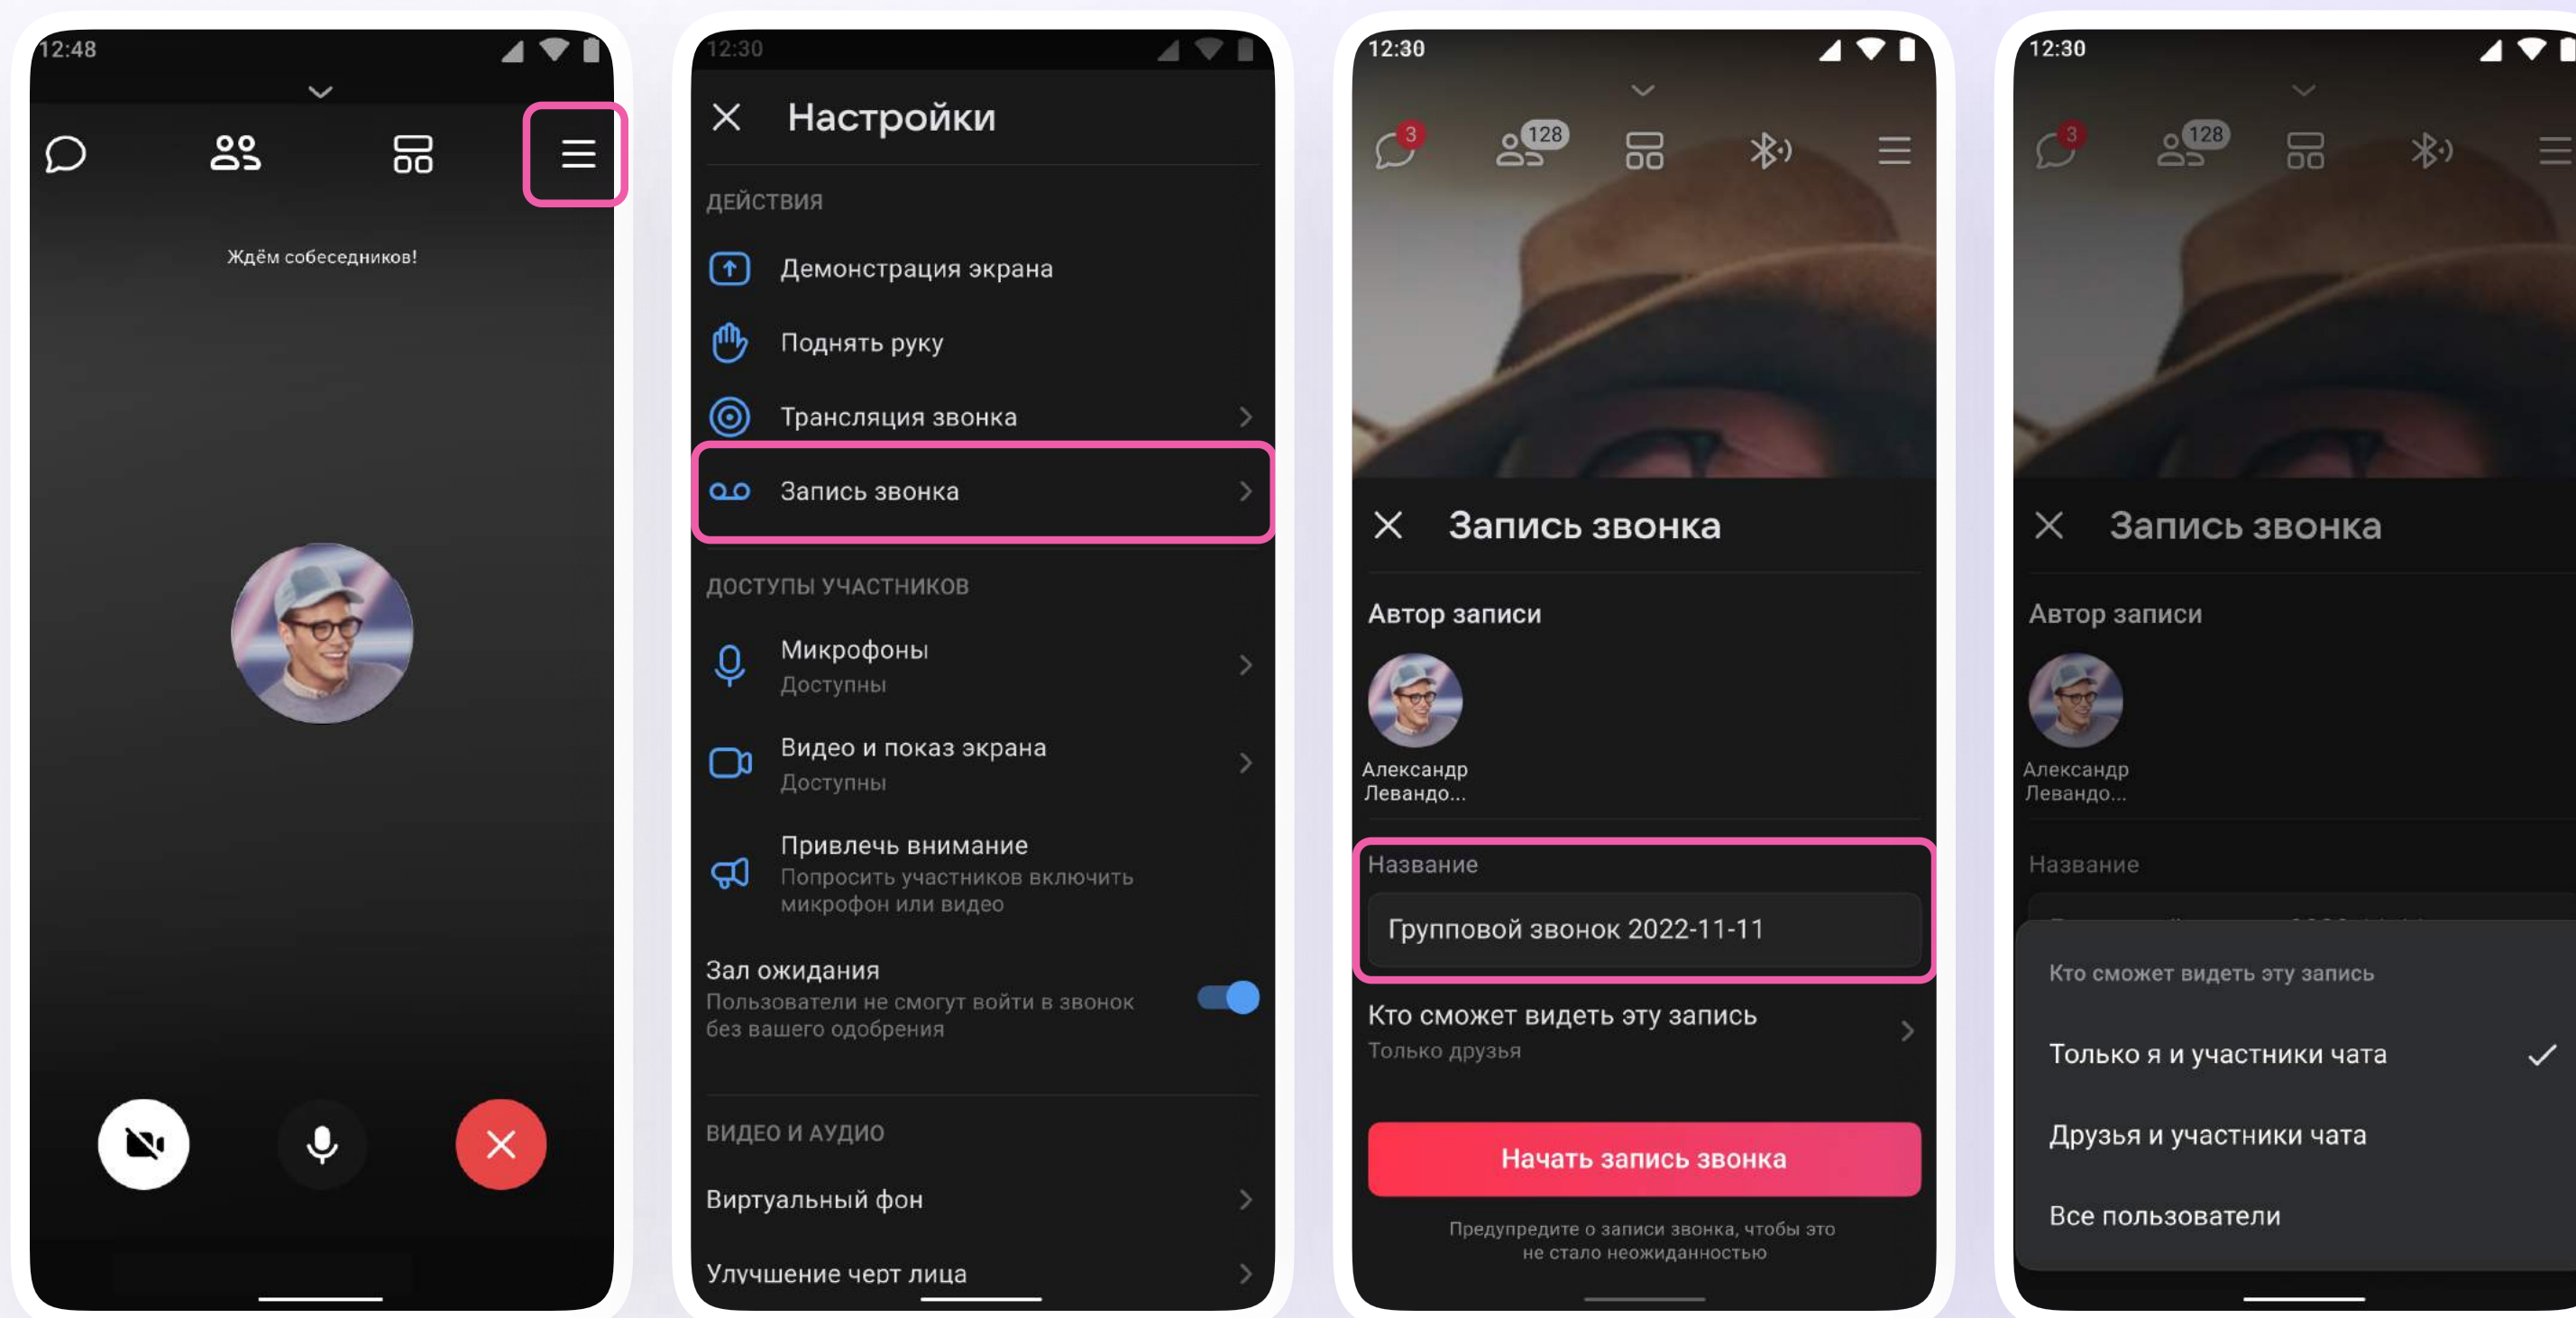 12:48
Ждём собеседников!
12:30
Настройки
ДЕЙСТВИЯ
Демонстрация экрана
Поднять руку
Трансляция звонка
Запись звонка
ДОСТУПЫ УЧАСТНИКОВ
Микрофоны
Доступны
Видео и показ экрана
Доступны
Привлечь внимание
Попросить участников включить
микрофон или видео
Зал ожидания
Пользователи не смогут войти в звонок
без вашего одобрения
ВИДЕО И АУДИО
Виртуальный фон
Улучшение черт лица
12:30
3 128
Запись звонка
Автор записи
Александр
Левандо...
Название
Групповой звонок 2022-11-11
Кто сможет видеть эту запись
Только друзья
Начать запись звонка
Предупредите о записи звонка, чтобы это
не стало неожиданностью
12:30
3 128
Запись звонка
Автор записи
Александр
Левандо...
Название
Кто сможет видеть эту запись
Только я и участники чата
Друзья и участники чата
Все пользователи